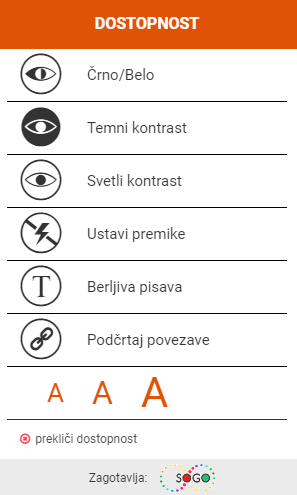 DOSTOPNOST
Črno/Belo
Temni kontrast
Svetli kontrast
Ustavi premike
T Berljiva pisava
Podčrtaj povezave
A A A
prekliči dostopnost
Zagotavlja: SOGO